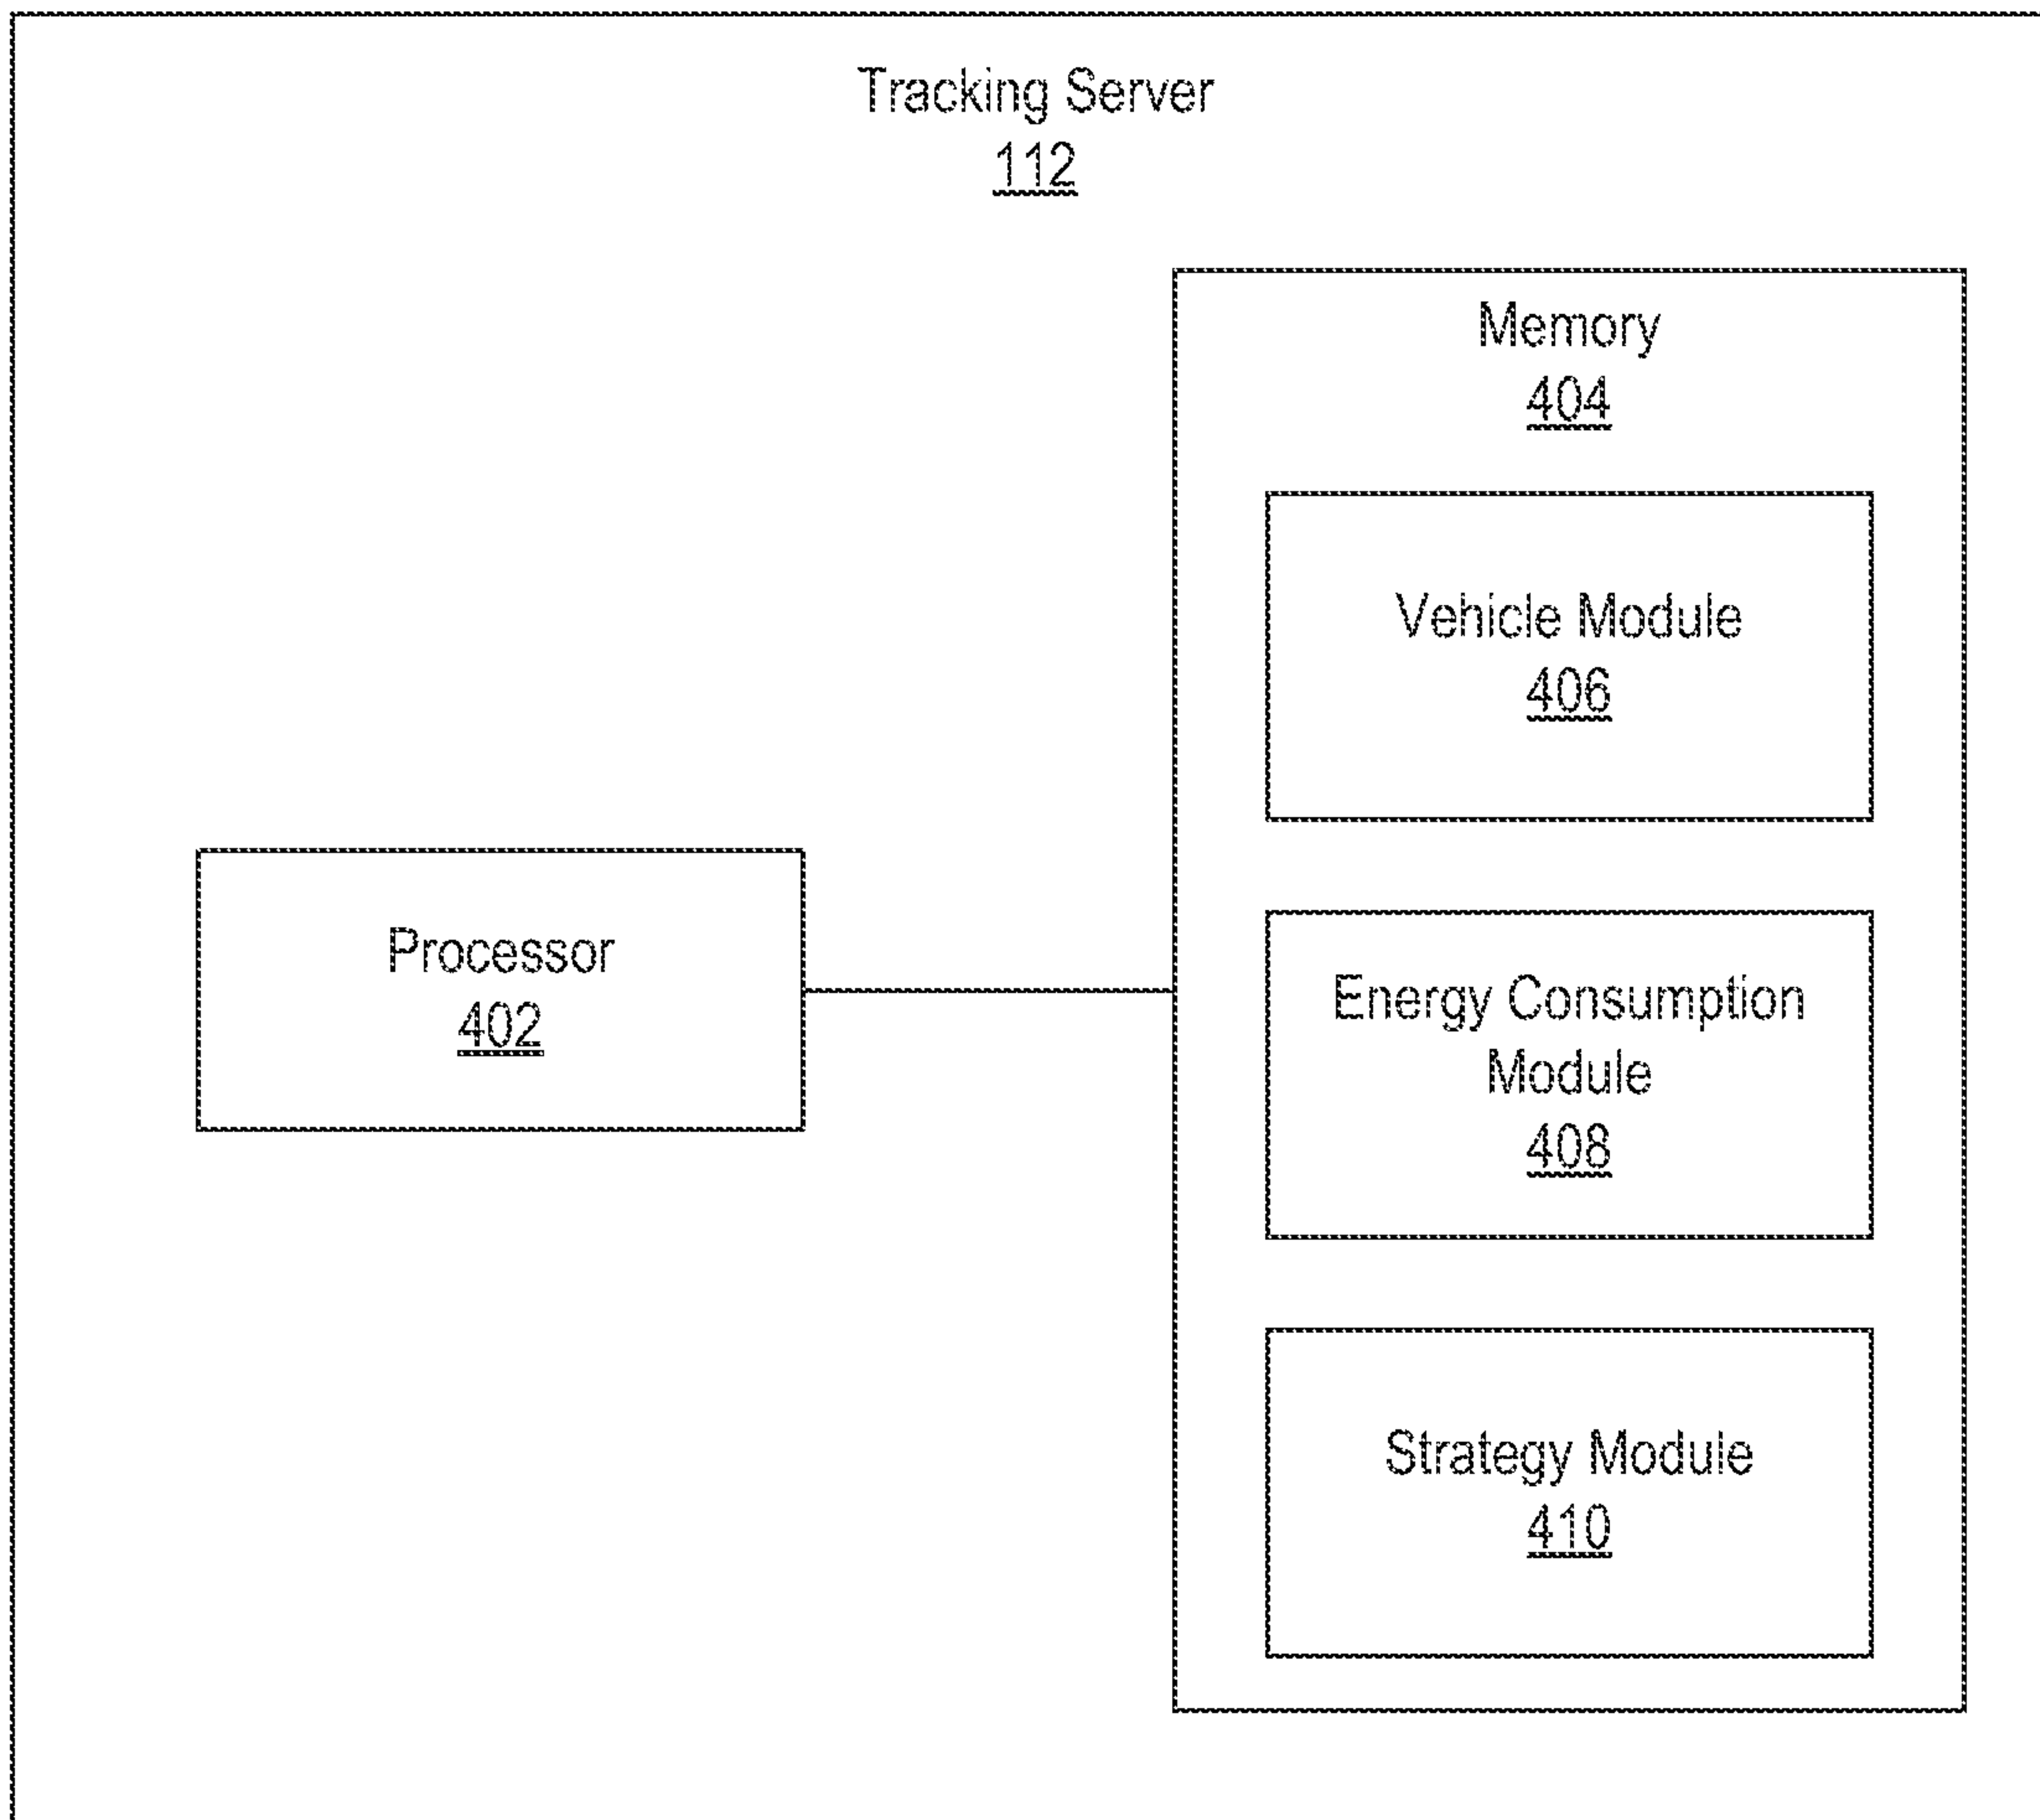 Tracking Server
112
Memory
404
Vehicle Module
406
Processor
402
Energy Consumption
Module
408
Strategy Module
410